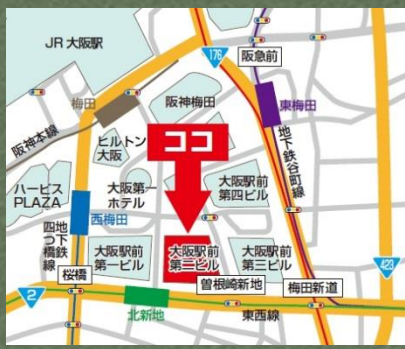 JR 大阪駅
176
阪急前
梅田
阪神梅田
東梅田
阪神本線
ヒルトン
大阪
ココ
地下鉄谷町線
ハービス
PLAZA
大阪第一
ホテル
大阪駅前
第四ビル
西梅田
地下鉄
四つ橋線
桜橋
大阪駅前
第一ビル
大阪駅前
第二ビル
大阪駅前
第三ビル
曽根崎新地
梅田新道
423
2
北新地
東西線